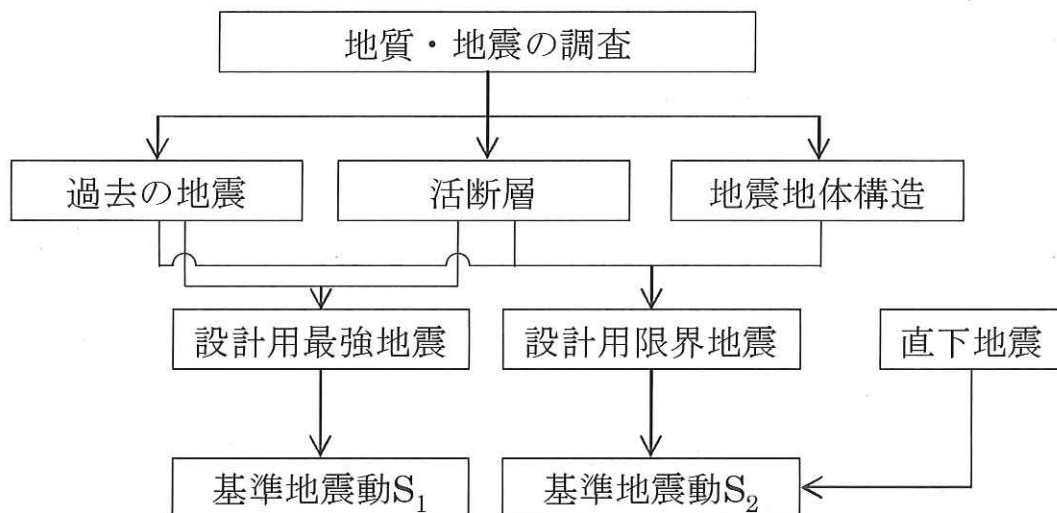 地質・地震の調査
過去の地震
活断層
地震地体構造
設計用最強地震
設計用限界地震
直下地震
基準地震動S₁
基準地震動S₂